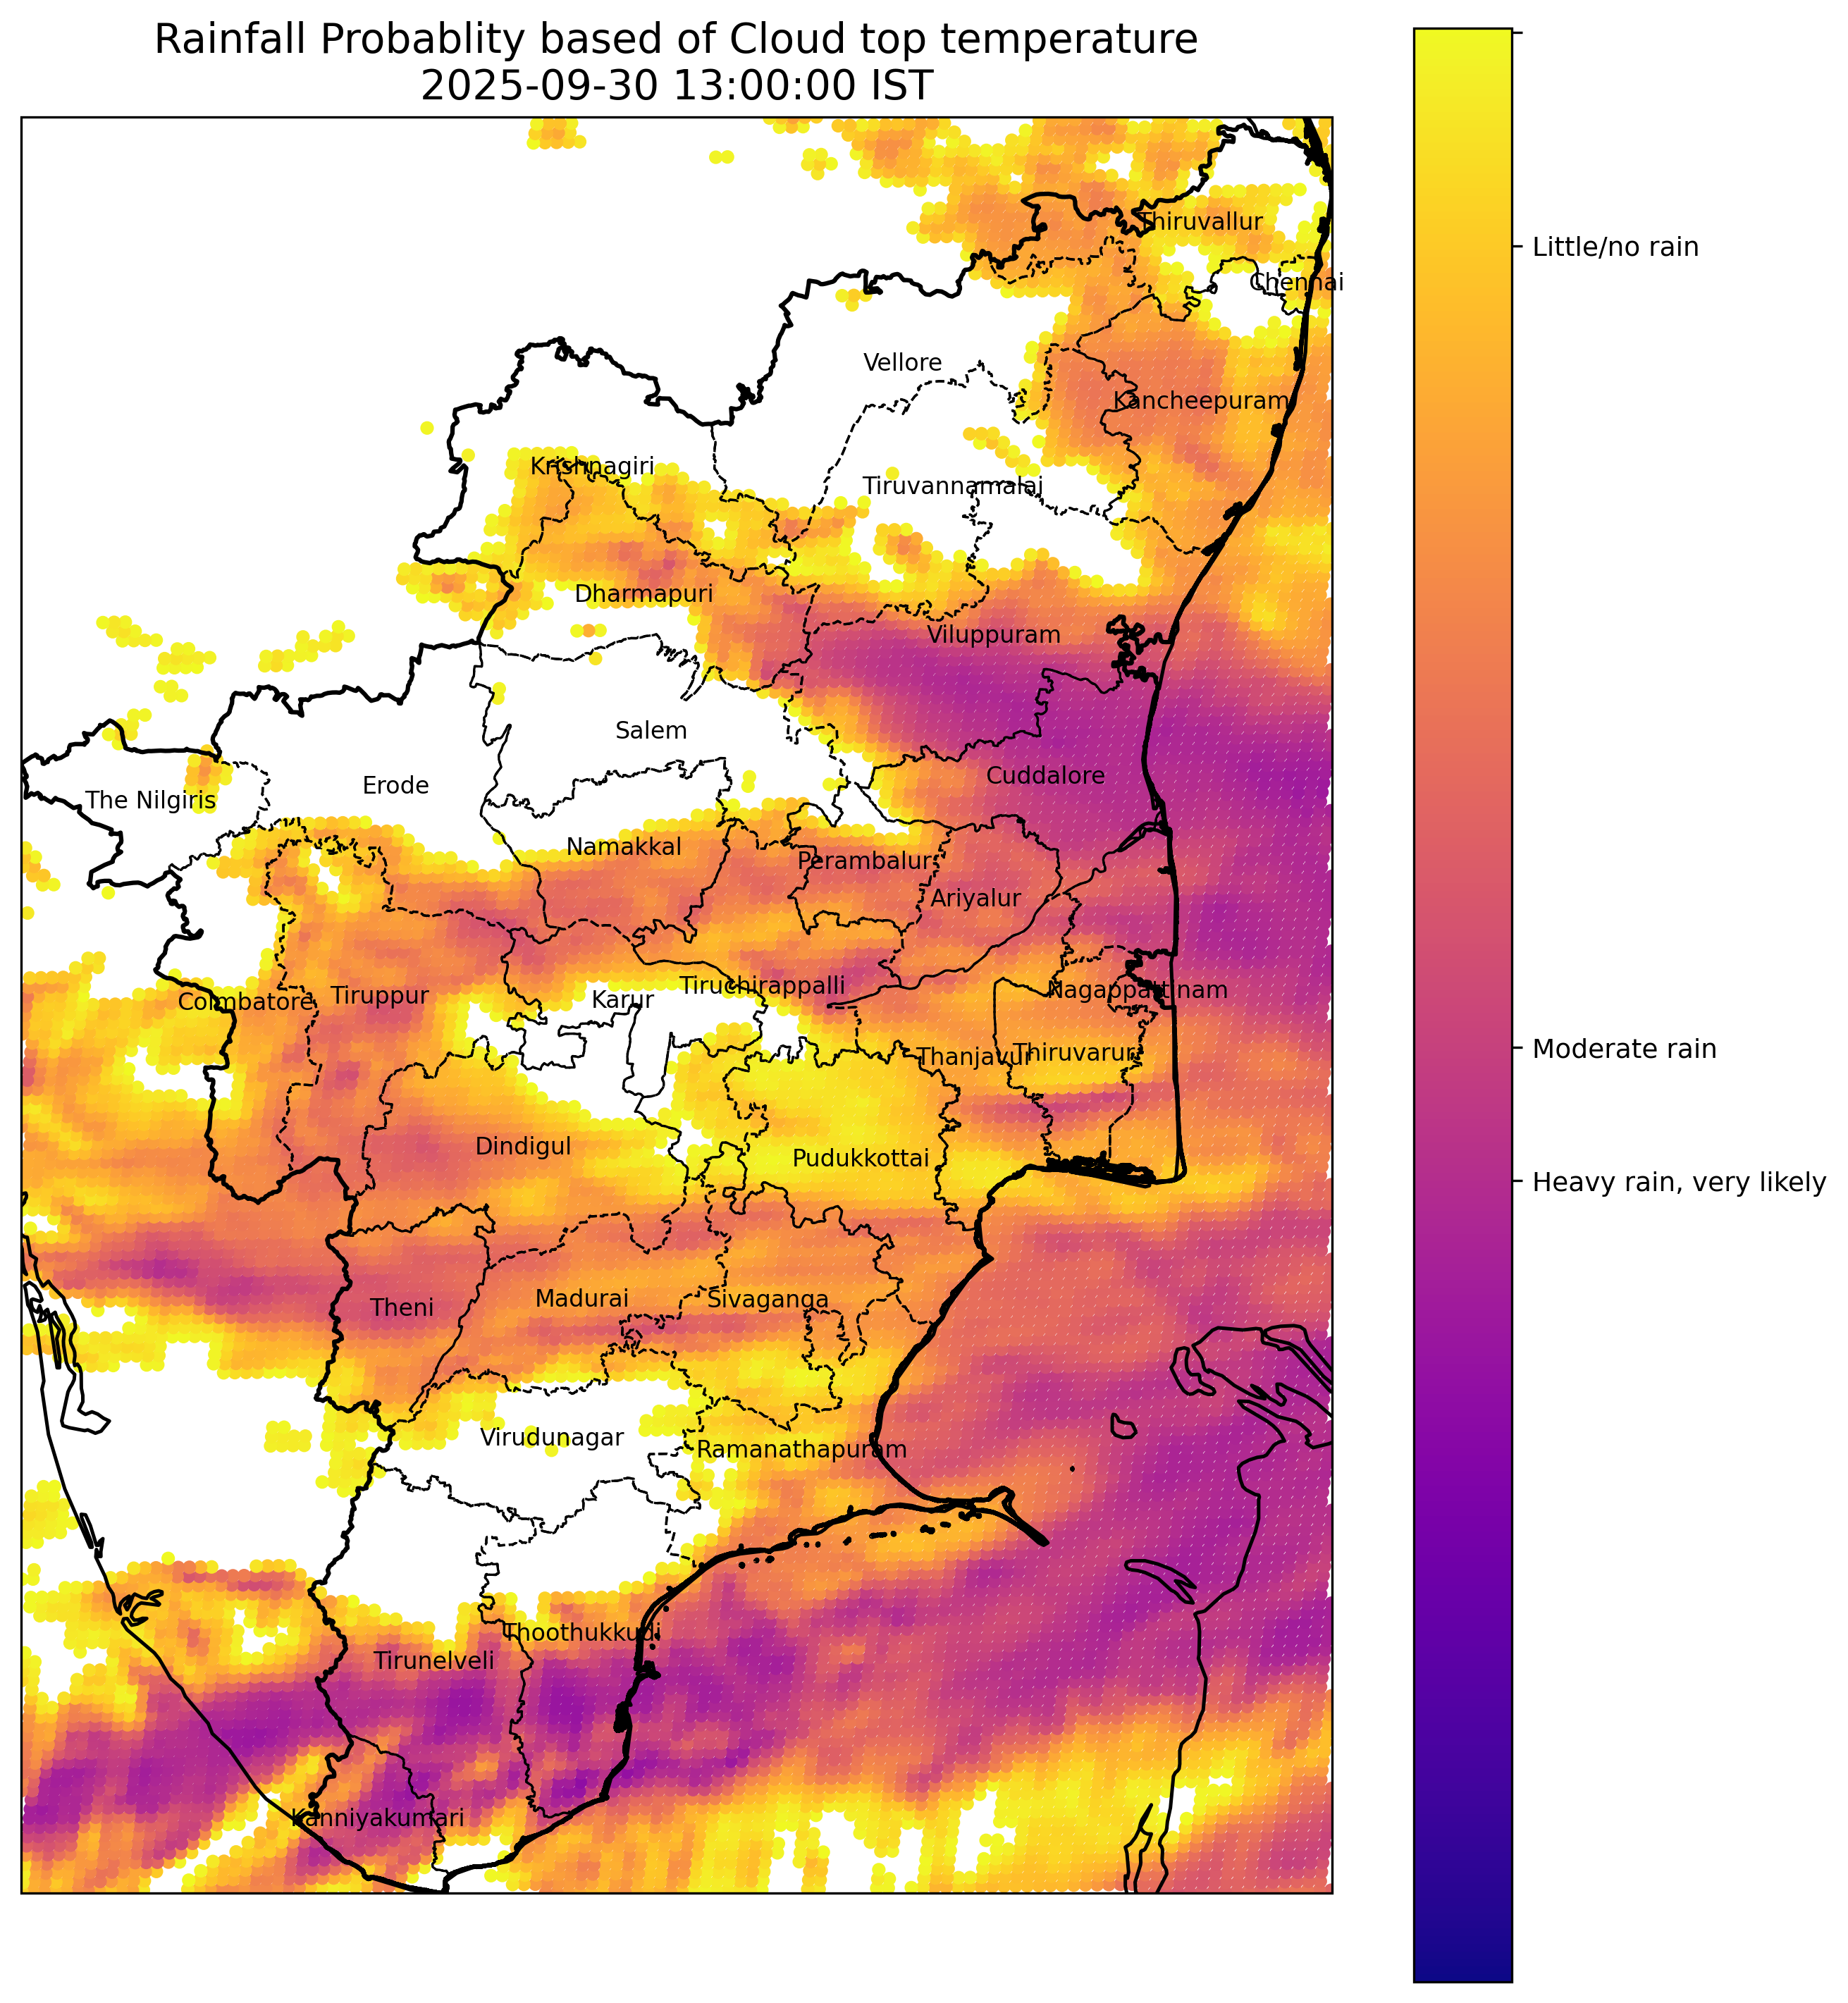 Rainfall Probablity based of Cloud top temperature
2025-09-30 13:00:00 IST
Thiruvallur
Chennai
Vellore
Kancheepuram
Krishnagiri
Tiruvannamalai
Dharmapuri
Viluppuram
Salem
Cuddalore
Erode
The Nilgiris
Namakkal
Perambalur
Ariyalur
Tiruchirappalli
Nagappattinam
Coimbatore
Tiruppur
Karur
Thanjavur
Thiruvarur
Dindigul
Pudukkottai
Theni
Madurai
Sivaganga
Virudunagar
Ramanathapuram
Thoothukkudi
Tirunelveli
Kanniyakumari
Little/no rain
Moderate rain
Heavy rain, very likely